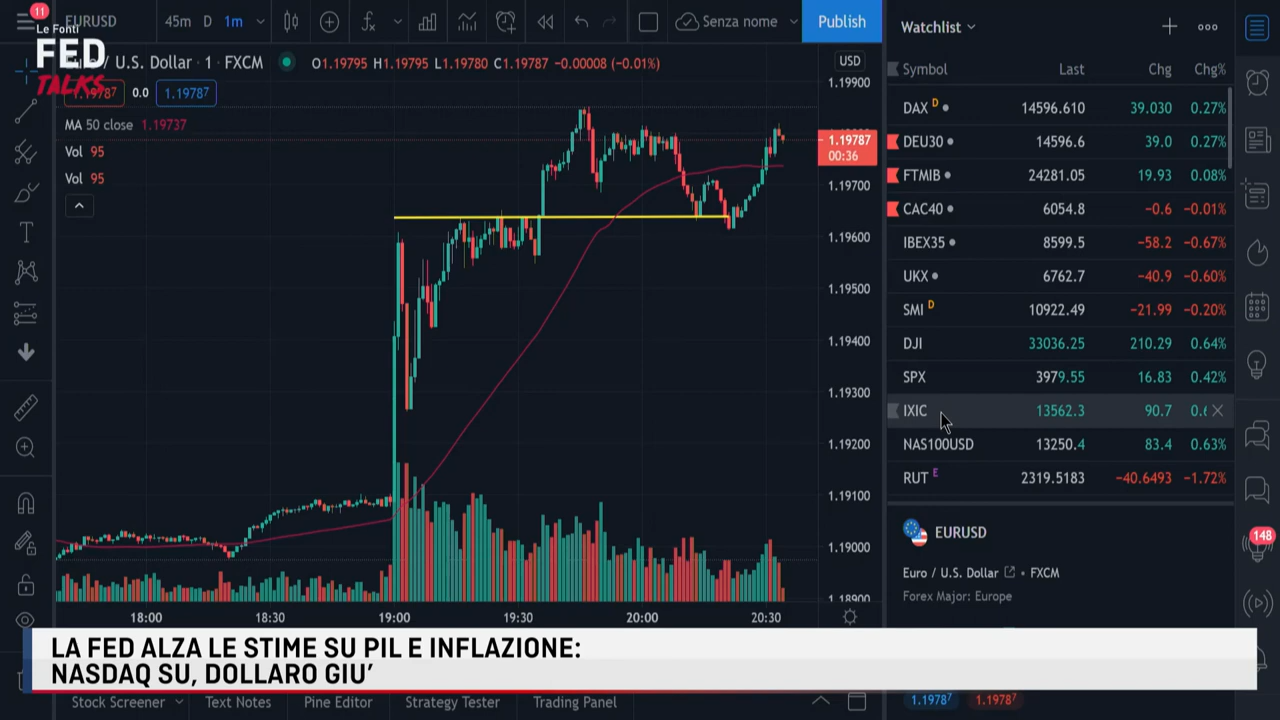 11
EURUSD
45m
D
1m
Senza nome
Publish
Le Fonti
FED
TALKS
/ U.S. Dollar · 1 · FXCM
O1.19795 H1.19795 L1.19780 C1.19787 −0.00008 (−0.01%)
0.0
1.19787
MA 50 close 1.19737
Vol 95
Vol 95
USD
1.19900
1.19787
00:36
1.19700
1.19600
1.19500
1.19400
1.19300
1.19200
1.19100
1.19000
1.18900
18:00
18:30
19:00
19:30
20:00
20:30
Watchlist
Symbol Last Chg Chg%
DAX D 14596.610 39.030 0.27%
DEU30 14596.6 39.0 0.27%
FTMIB 24281.05 19.93 0.08%
CAC40 6054.8 −0.6 −0.01%
IBEX35 8599.5 −58.2 −0.67%
UKX 6762.7 −40.9 −0.60%
SMI D 10922.49 −21.99 −0.20%
DJI 33036.25 210.29 0.64%
SPX 3979.55 16.83 0.42%
IXIC 13562.3 90.7
NAS100USD 13250.4 83.4 0.63%
RUT E 2319.5183 −40.6493 −1.72%
EURUSD
Euro / U.S. Dollar • FXCM
Forex Major: Europe
148
LA FED ALZA LE STIME SU PIL E INFLAZIONE:
NASDAQ SU, DOLLARO GIU’
Stock Screener
Text Notes
Pine Editor
Strategy Tester
Trading Panel
1.19787
1.19787